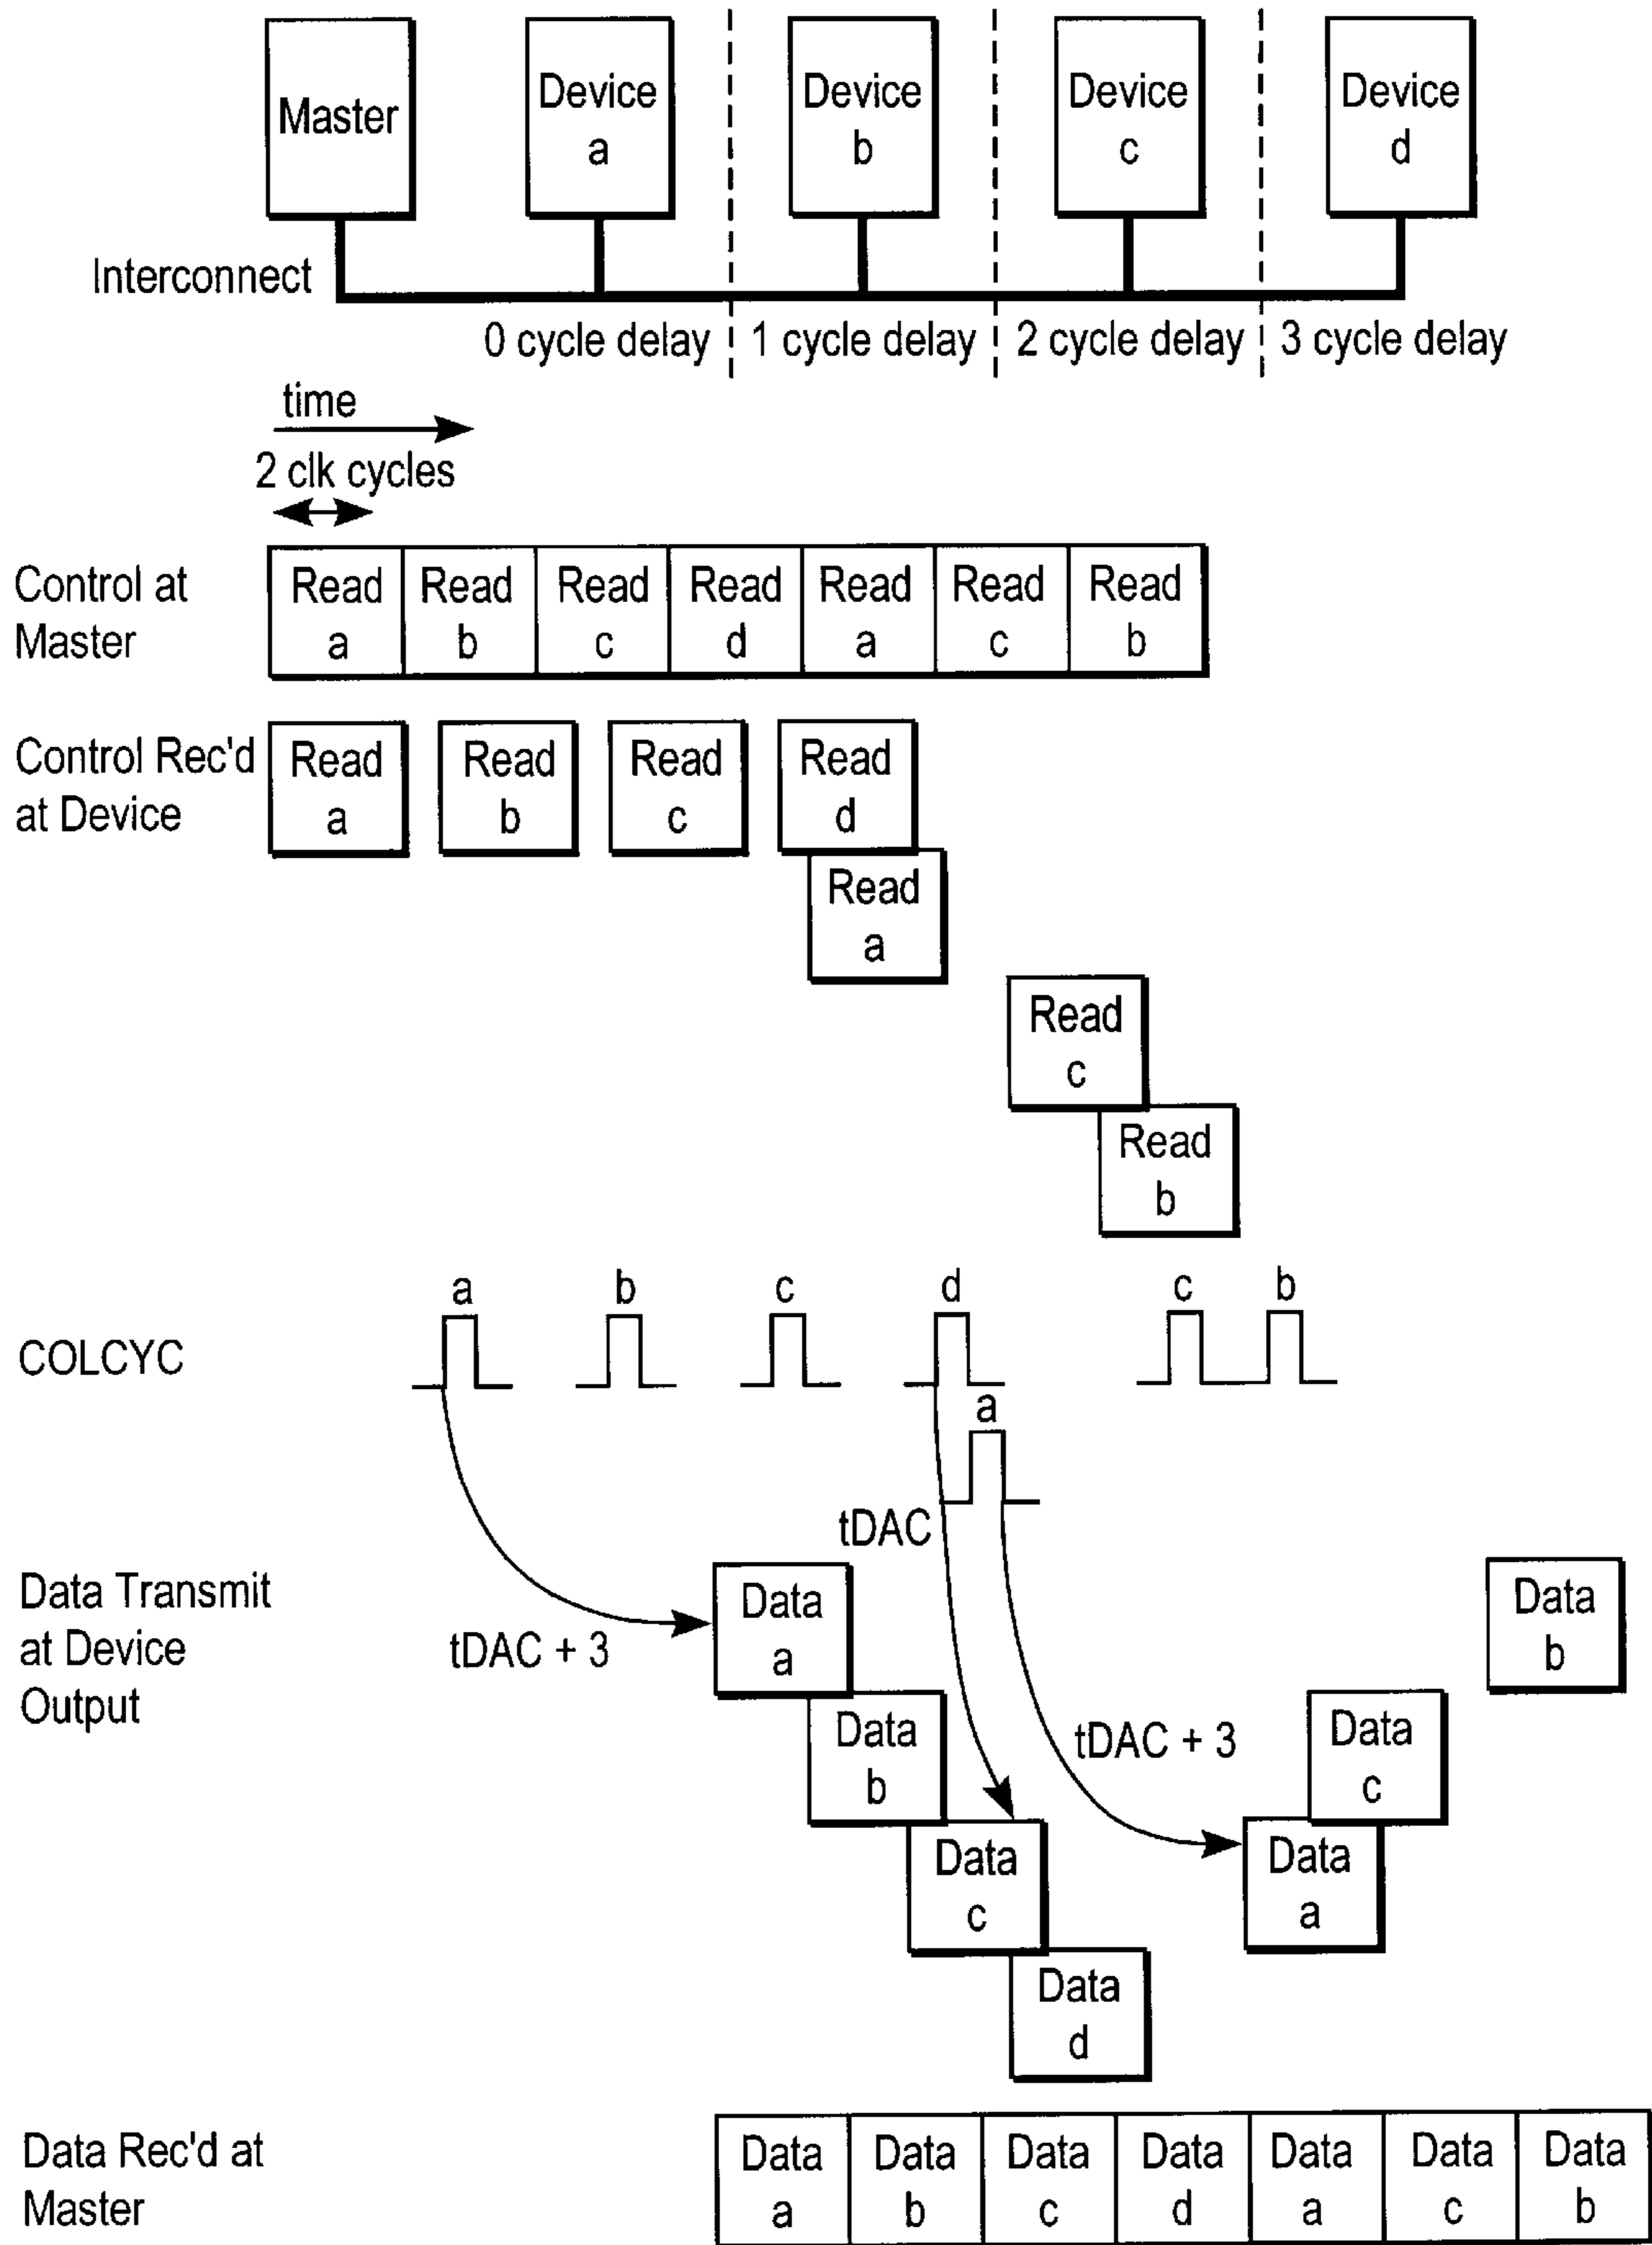 Master
Device
a
Device
b
Device
c
Device
d
Interconnect
0 cycle delay
1 cycle delay
2 cycle delay
3 cycle delay
time
2 clk cycles
Control at
Master
Read
a
Read
b
Read
c
Read
d
Read
a
Read
c
Read
b
Control Rec'd
at Device
Read
a
Read
b
Read
c
Read
d
Read
a
Read
c
Read
b
COLCYC
a
b
c
d
c
b
a
tDAC
tDAC + 3
tDAC + 3
Data Transmit
at Device
Output
Data
a
Data
b
Data
c
Data
d
Data
a
Data
c
Data
b
Data Rec'd at
Master
Data
a
Data
b
Data
c
Data
d
Data
a
Data
c
Data
b